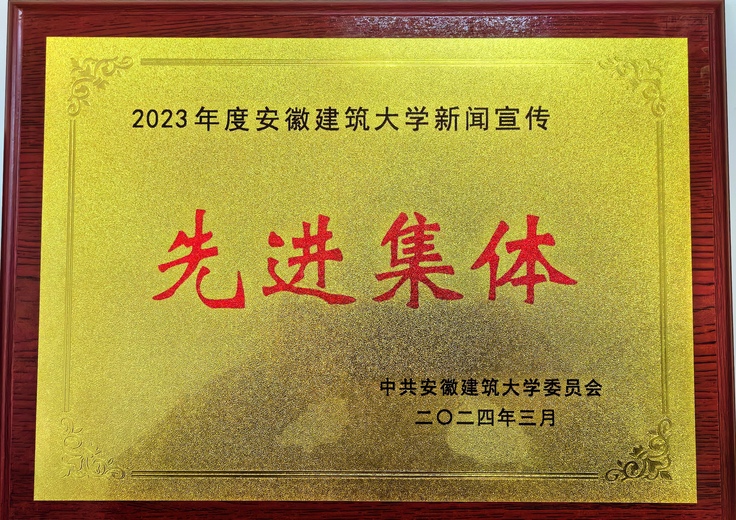 2023年度安徽建筑大学新闻宣传
先进集体
中共安徽建筑大学委员会
二〇二四年三月